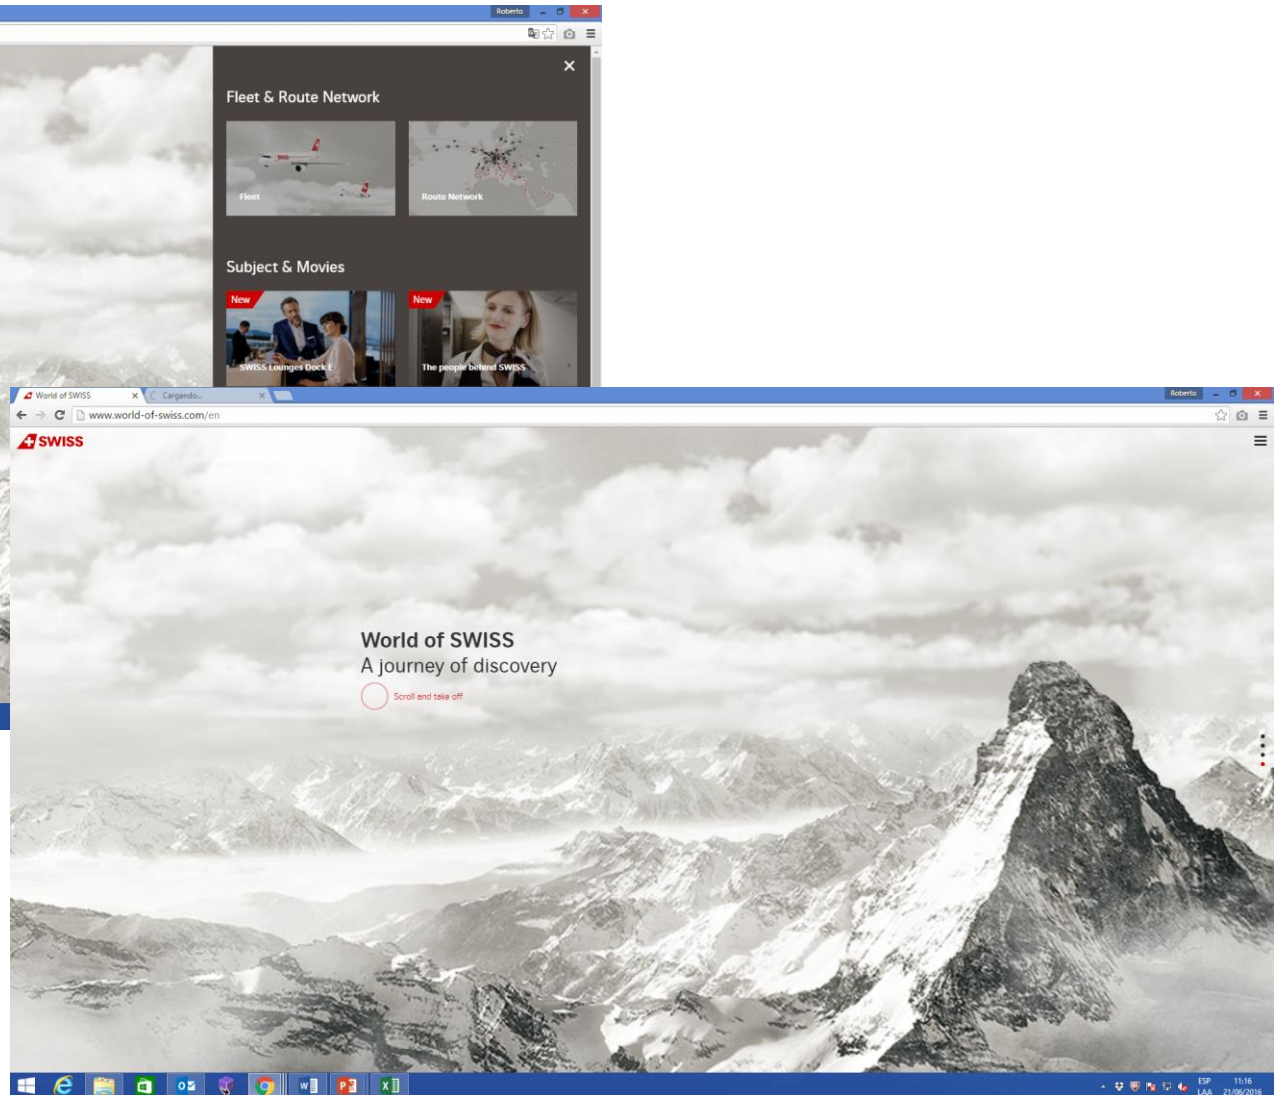 Roberto
Fleet & Route Network
Fleet
Route Network
Subject & Movies
New
New
SWISS Lounges Dock E
The people behind SWISS
World of SWISS
Cargando...
Roberto
www.world-of-swiss.com/en
SWISS
World of SWISS
A journey of discovery
Scroll and take off
ESP
11:16
LAA
21/06/2016